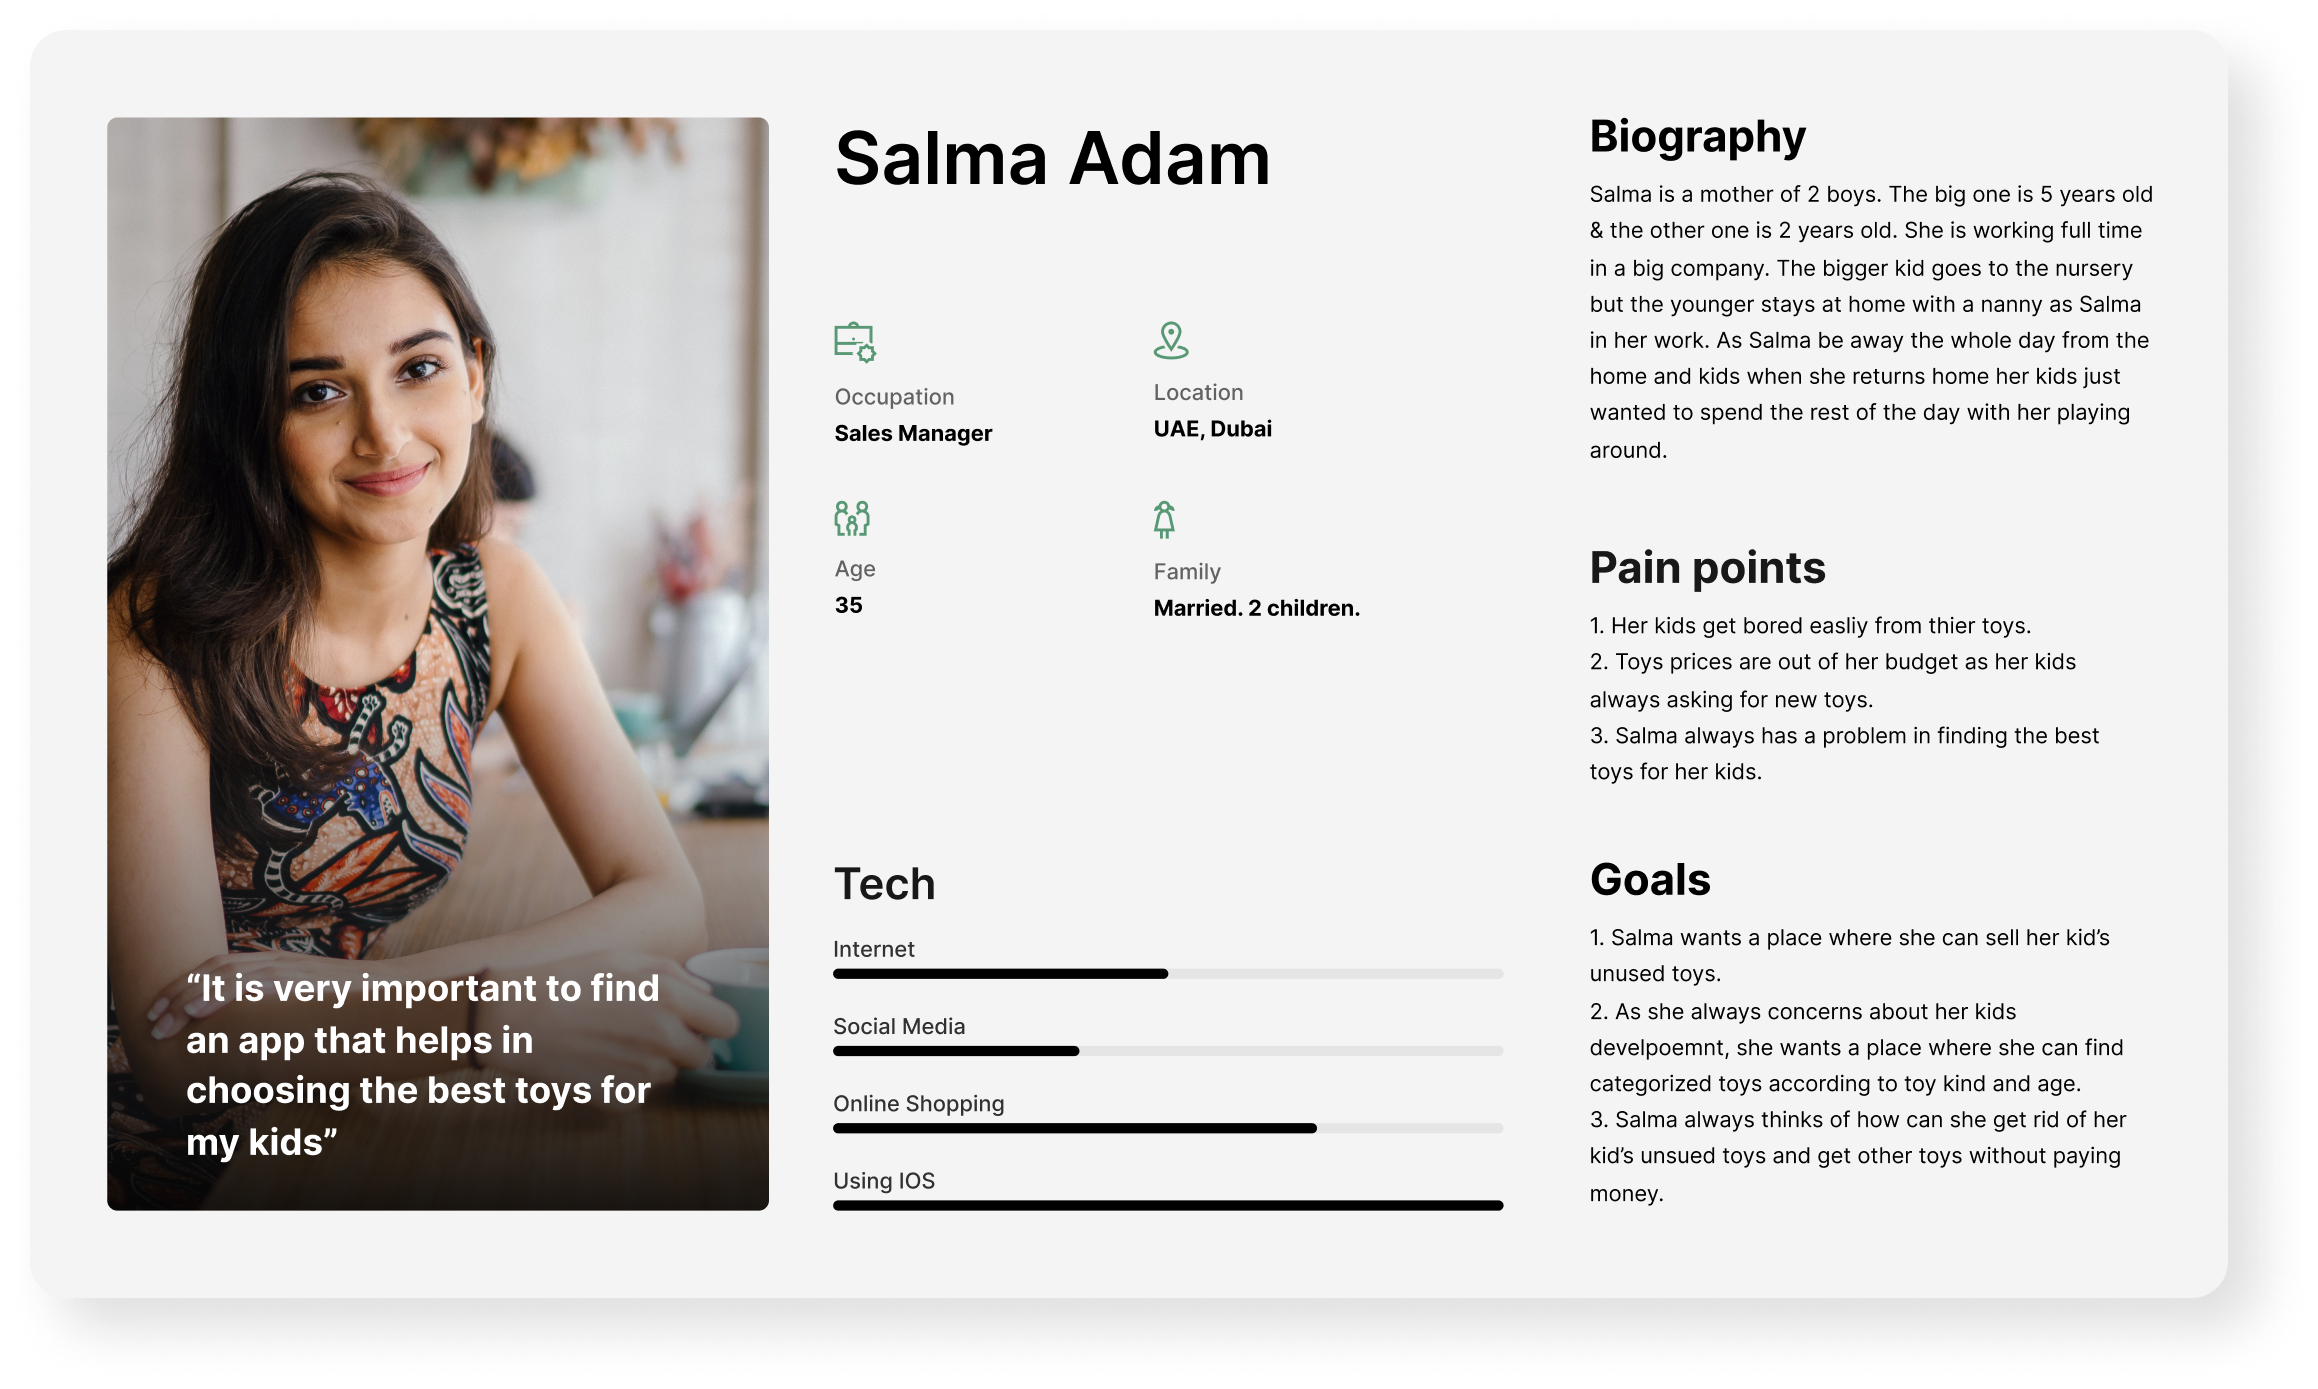 Salma Adam
Occupation
Sales Manager
Location
UAE, Dubai
Age
35
Family
Married. 2 children.
Tech
Internet
Social Media
Online Shopping
Using IOS
“It is very important to find
an app that helps in
choosing the best toys for
my kids”
Biography
Salma is a mother of 2 boys. The big one is 5 years old
& the other one is 2 years old. She is working full time
in a big company. The bigger kid goes to the nursery
but the younger stays at home with a nanny as Salma
in her work. As Salma be away the whole day from the
home and kids when she returns home her kids just
wanted to spend the rest of the day with her playing
around.
Pain points
1. Her kids get bored easliy from thier toys.
2. Toys prices are out of her budget as her kids
always asking for new toys.
3. Salma always has a problem in finding the best
toys for her kids.
Goals
1. Salma wants a place where she can sell her kid’s
unused toys.
2. As she always concerns about her kids
develpoemnt, she wants a place where she can find
categorized toys according to toy kind and age.
3. Salma always thinks of how can she get rid of her
kid’s unsued toys and get other toys without paying
money.